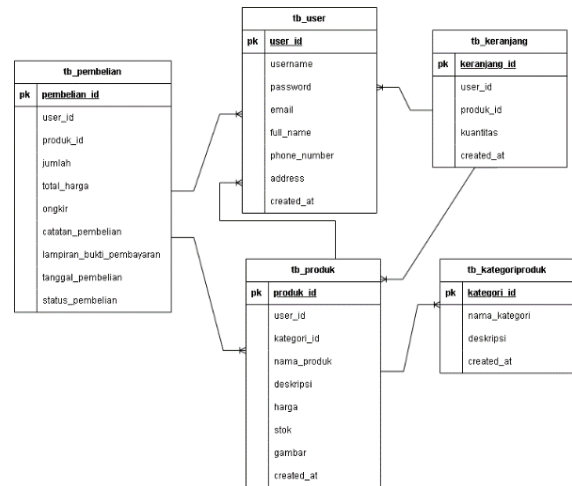 tb_user
pk user_id
username
password
email
full_name
phone_number
address
created_at
tb_keranjang
pk keranjang_id
user_id
produk_id
kuantitas
created_at
tb_pembelian
pk pembelian_id
user_id
produk_id
jumlah
total_harga
ongkir
catatan_pembelian
lampiran_bukti_pembayaran
tanggal_pembelian
status_pembelian
tb_produk
pk produk_id
user_id
kategori_id
nama_produk
deskripsi
harga
stok
gambar
created_at
tb_kategoriproduk
pk kategori_id
nama_kategori
deskripsi
created_at